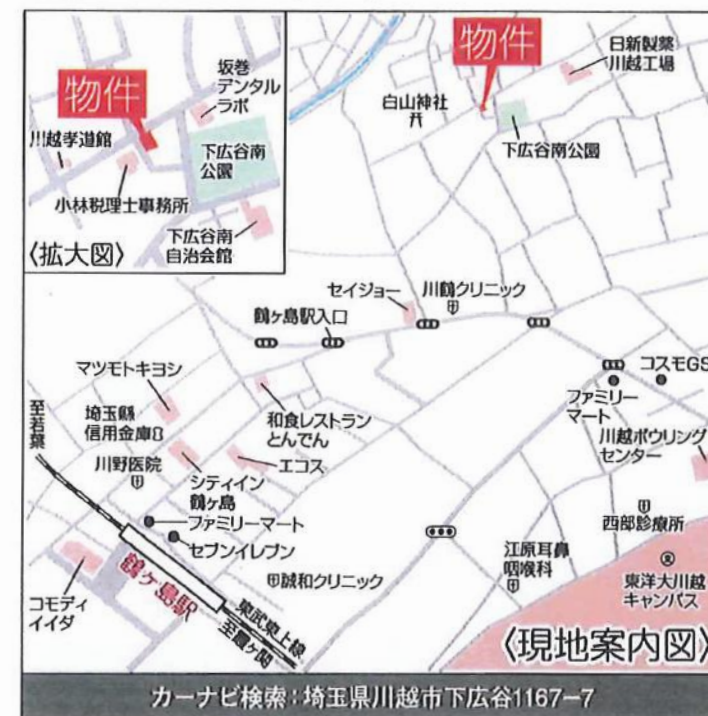 物件
坂巻
デンタル
ラボ
川越孝道館
小林税理士事務所
下広谷南
公園
下広谷南
自治会館
〈拡大図〉
物件
日新製薬
川越工場
白山神社
下広谷南公園
セイジョー
川鶴クリニック
鶴ヶ島駅入口
コスモGS
ファミリー
マート
川越ボウリング
センター
マツモトキヨシ
和食レストラン
とんでん
至若葉
埼玉縣
信用金庫
川野医院
シティイン
鶴ヶ島
エコス
ファミリーマート
セブンイレブン
西部診療所
江原耳鼻
咽喉科
誠和クリニック
東洋大川越
キャンパス
コモディ
イイダ
鶴ヶ島駅
東武東上線
至霞ヶ関
〈現地案内図〉
カーナビ検索:埼玉県川越市下広谷1167-7